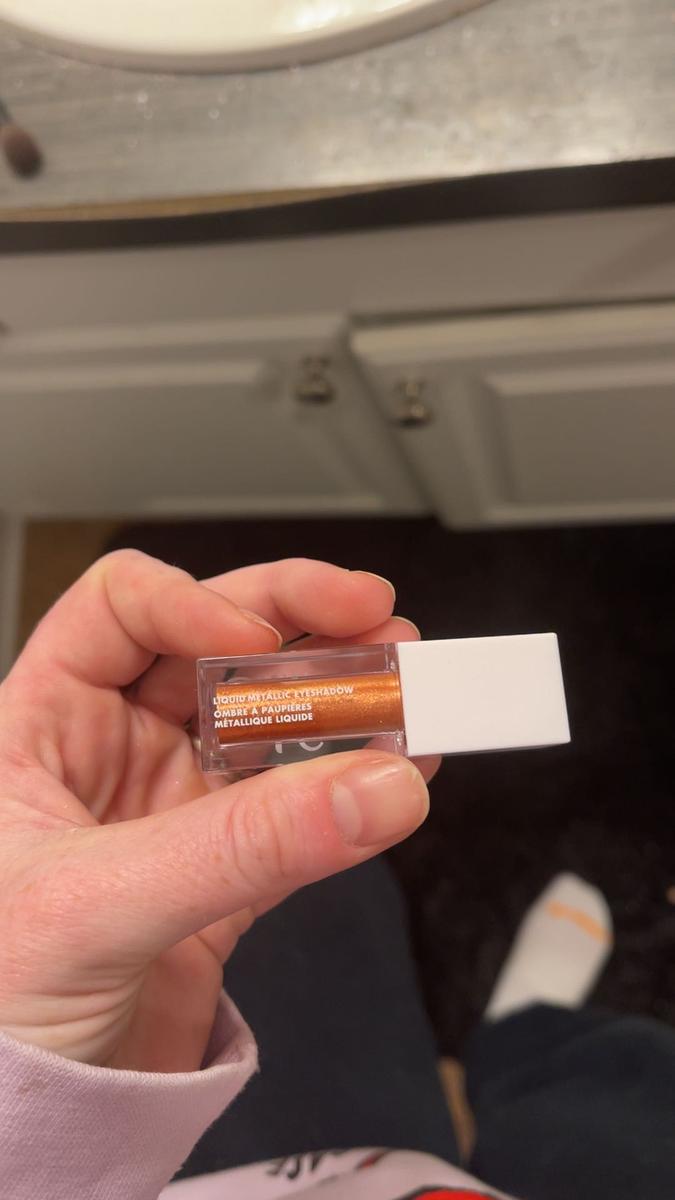 LIQUID METALLIC EYESHADOW
OMBRE À PAUPIÈRES
MÉTALLIQUE LIQUIDE